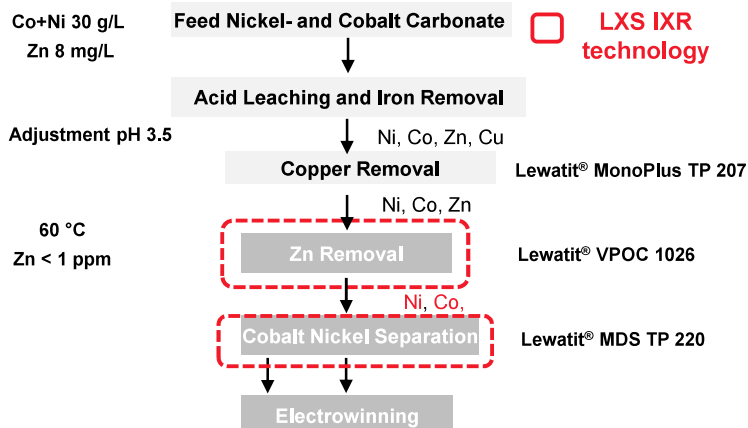 Co+Ni 30 g/L
Zn 8 mg/L
Feed Nickel- and Cobalt Carbonate
LXS IXR
technology
Acid Leaching and Iron Removal
Adjustment pH 3.5
Ni, Co, Zn, Cu
Copper Removal
Lewatit® MonoPlus TP 207
Ni, Co, Zn
60 °C
Zn < 1 ppm
Zn Removal
Lewatit® VPOC 1026
Ni, Co,
Cobalt Nickel Separation
Lewatit® MDS TP 220
Electrowinning